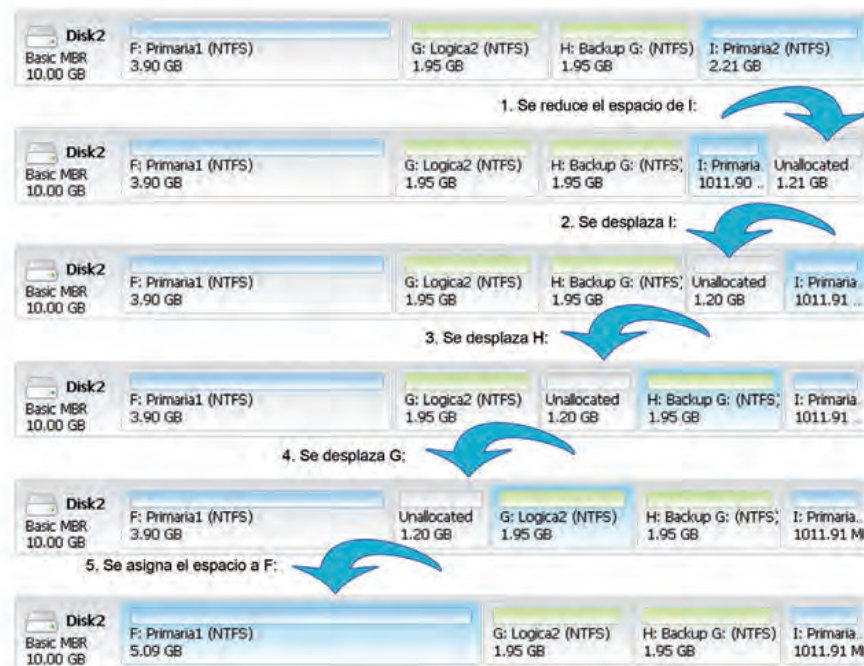 Disk2
Basic MBR
10.00 GB
F: Primaria1 (NTFS)
3.90 GB
G: Logica2 (NTFS)
1.95 GB
H: Backup G: (NTFS)
1.95 GB
I: Primaria2 (NTFS)
2.21 GB
1. Se reduce el espacio de I:
Disk2
Basic MBR
10.00 GB
F: Primaria1 (NTFS)
3.90 GB
G: Logica2 (NTFS)
1.95 GB
H: Backup G: (NTFS)
1.95 GB
I: Primaria
1011.90 ..
Unallocated
1.21 GB
2. Se desplaza I:
Disk2
Basic MBR
10.00 GB
F: Primaria1 (NTFS)
3.90 GB
G: Logica2 (NTFS)
1.95 GB
H: Backup G: (NTFS)
1.95 GB
Unallocated
1.20 GB
I: Primaria
1011.91 ..
3. Se desplaza H:
Disk2
Basic MBR
10.00 GB
F: Primaria1 (NTFS)
3.90 GB
G: Logica2 (NTFS)
1.95 GB
Unallocated
1.20 GB
H: Backup G: (NTFS)
1.95 GB
I: Primaria
1011.91 ..
4. Se desplaza G:
Disk2
Basic MBR
10.00 GB
F: Primaria1 (NTFS)
3.90 GB
Unallocated
1.20 GB
G: Logica2 (NTFS)
1.95 GB
H: Backup G: (NTFS)
1.95 GB
I: Primaria..
1011.91 M
5. Se asigna el espacio a F:
Disk2
Basic MBR
10.00 GB
F: Primaria1 (NTFS)
5.09 GB
G: Logica2 (NTFS)
1.95 GB
H: Backup G: (NTFS)
1.95 GB
I: Primaria..
1011.91 M